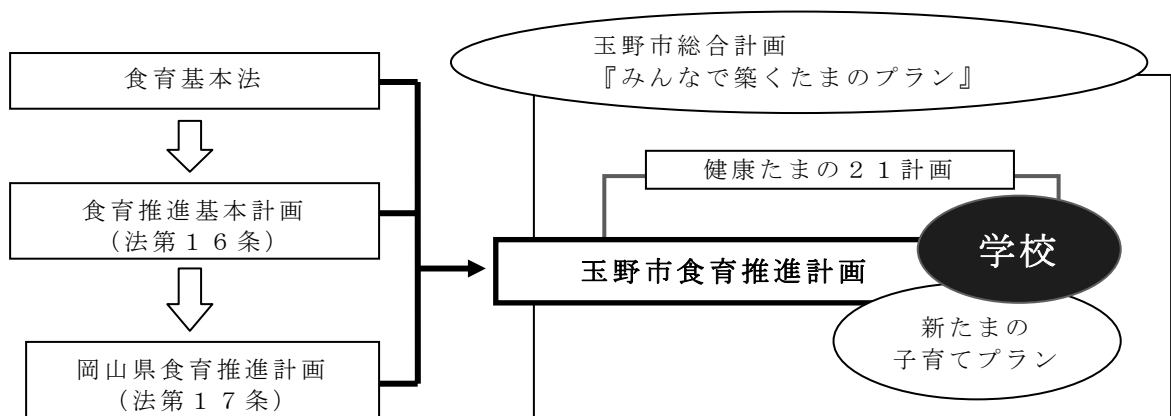 食育基本法
食育推進基本計画
(法第１６条)
岡山県食育推進計画
(法第１７条)
玉野市総合計画
『みんなで築くたまのプラン』
健康たまの２１計画
玉野市食育推進計画
学校
新たまの
子育てプラン